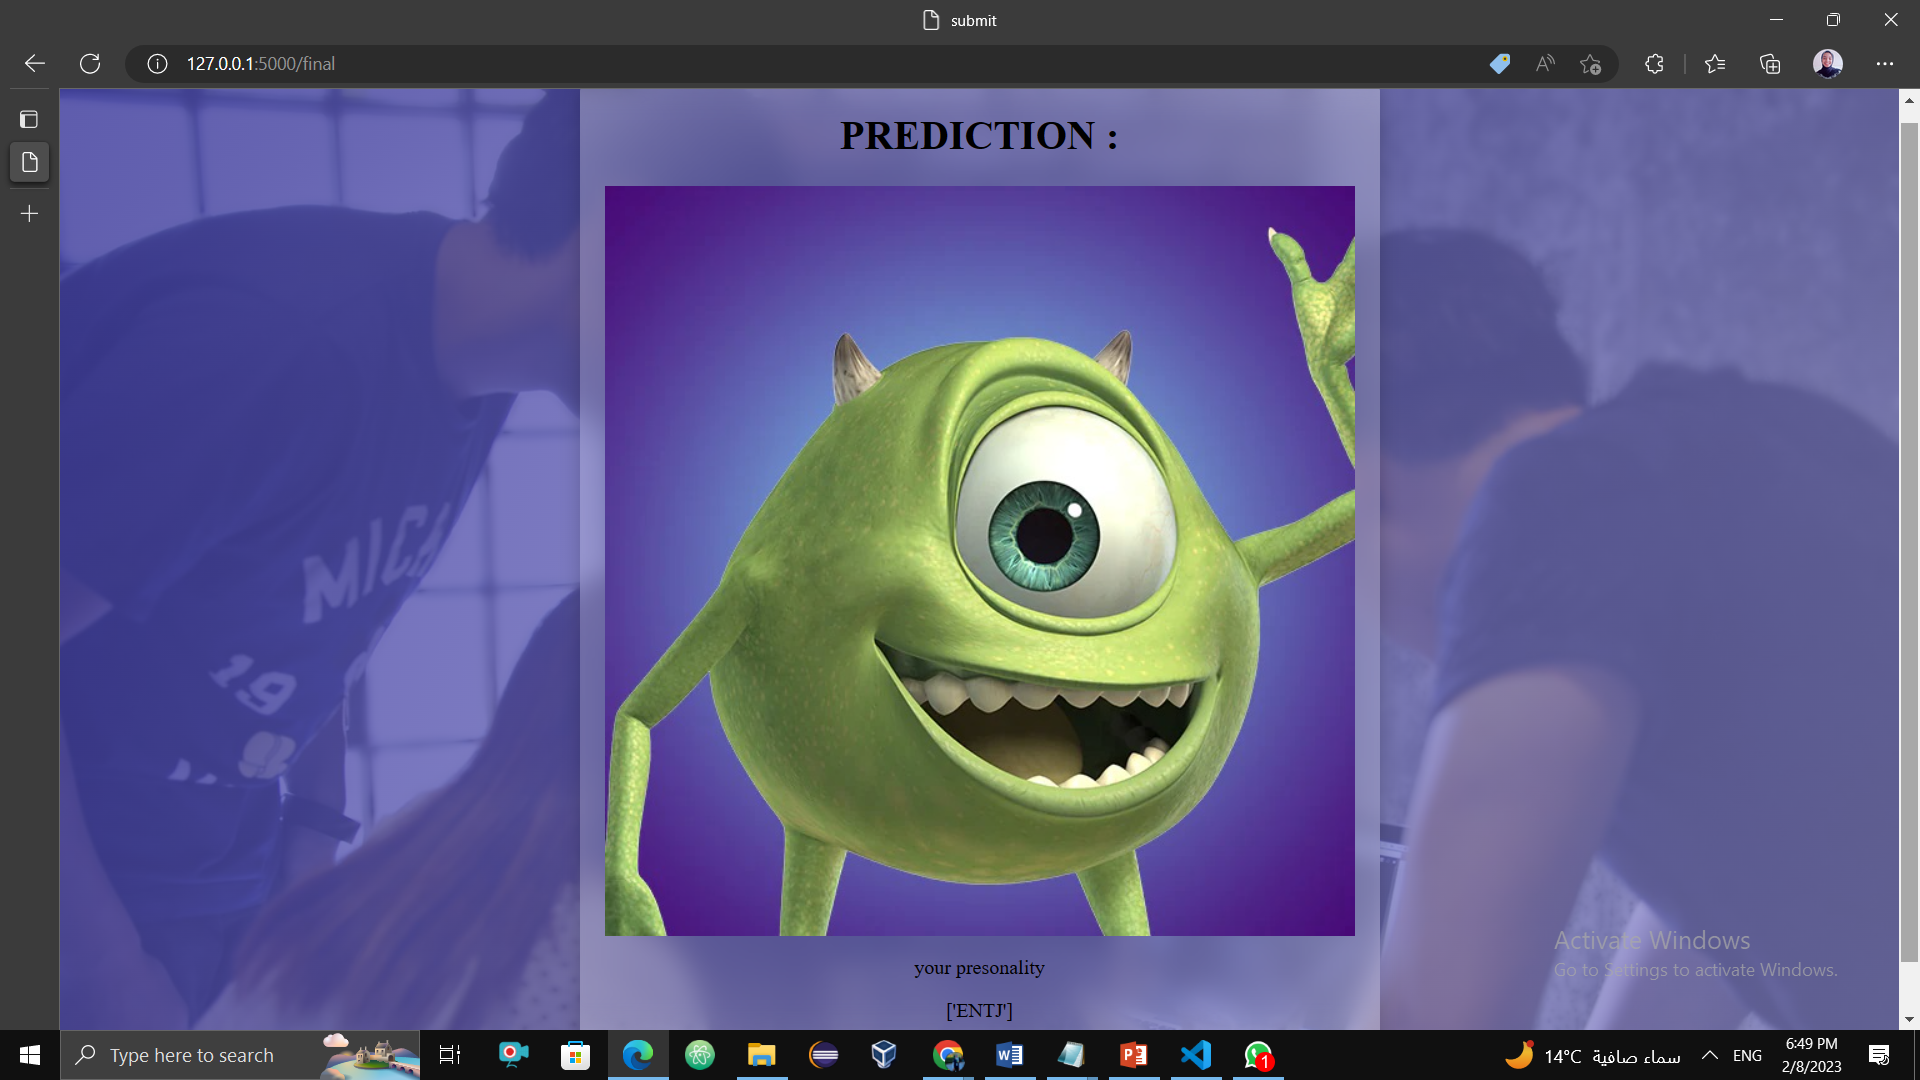 submit
127.0.0.1:5000/final
PREDICTION :
19
your presonality
['ENTJ']
Activate Windows
Go to Settings to activate Windows.
Type here to search
1
14°C سماء صافية
ENG
6:49 PM
2/8/2023